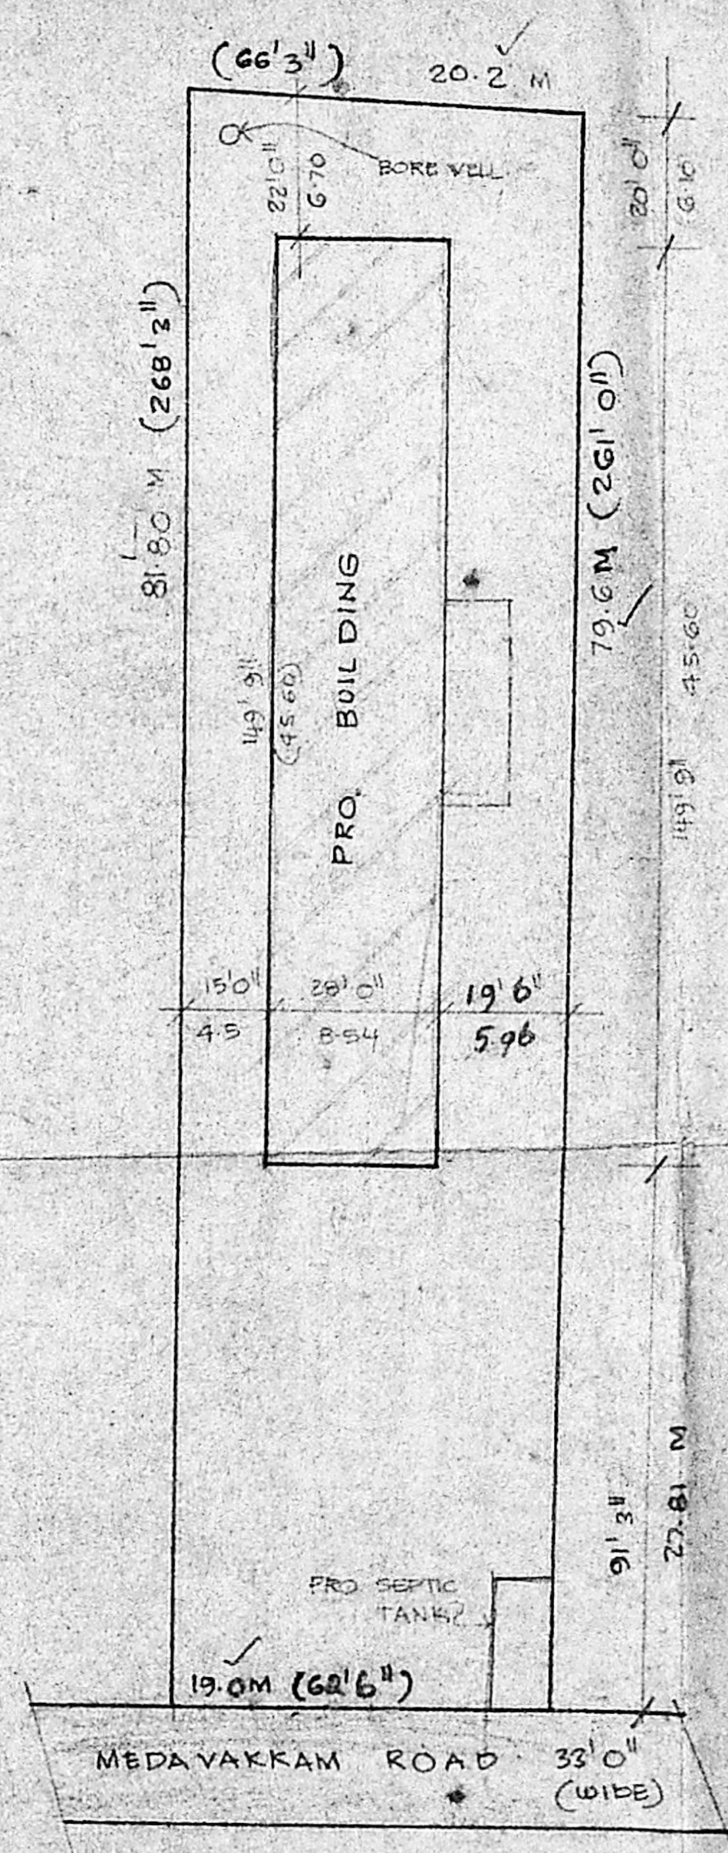 (66'3")
20.2 M
BORE WELL
22'0"
6.70
20'0"
6.10
81.80 M (268'3")
79.6 M (261'0")
PRO. BUILDING
149'9"
(45.60)
45.60
149'9"
15'0"
28'0"
19'6"
4.5
8.54
5.96
91'3"
27.81 M
PRO SEPTIC
TANK
19.0M (62'6")
MEDAVAKKAM ROAD 33'0"
(WIDE)